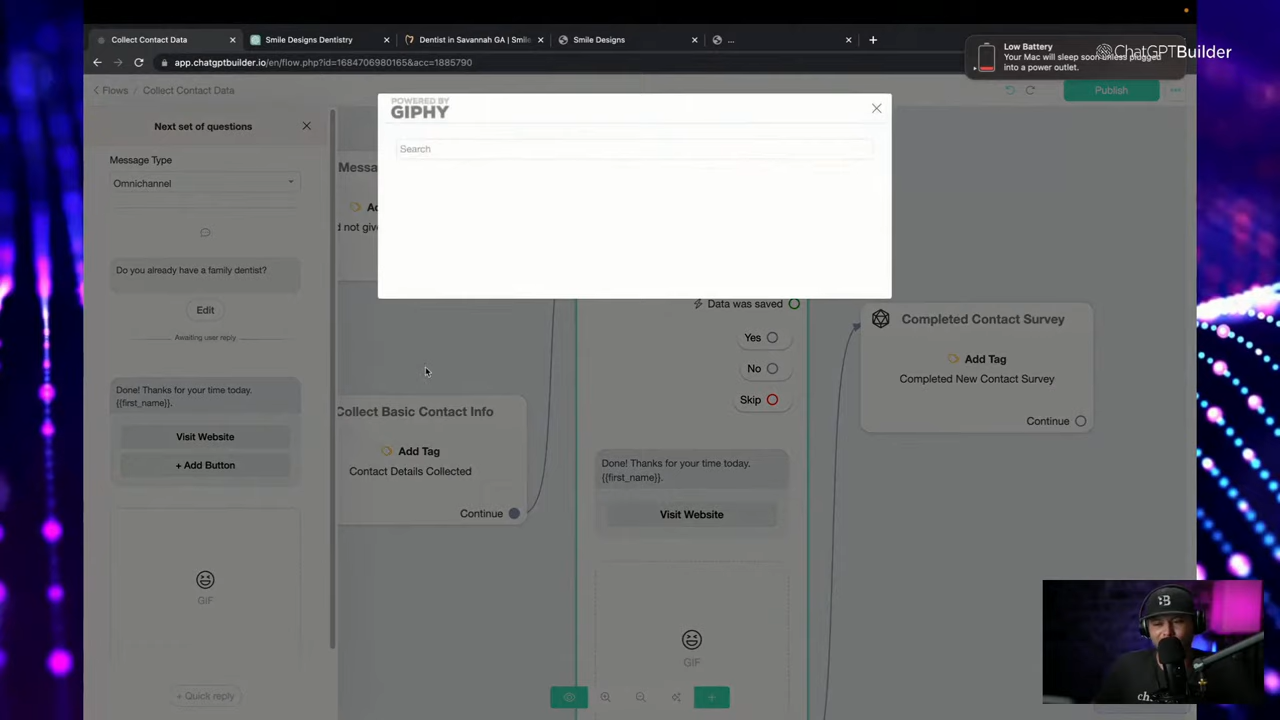 Collect Contact Data
Smile Designs Dentistry
Dentist in Savannah GA | Smile
Smile Designs
...
app.chatgptbuilder.io/en/flow.php?id=1684706980165&acc=1885790
Low Battery
Your Mac will sleep soon unless plugged
into a power outlet.
ChatGPTBuilder
Flows / Collect Contact Data
Publish
Next set of questions
Message Type
Omnichannel
Do you already have a family dentist?
Edit
Awaiting user reply
Done! Thanks for your time today.
{{first_name}}.
Visit Website
+ Add Button
GIF
+ Quick reply
POWERED BY
GIPHY
Search
Messa
Ad
d not give
Collect Basic Contact Info
Add Tag
Contact Details Collected
Continue
Data was saved
Yes
No
Skip
Done! Thanks for your time today.
{{first_name}}.
Visit Website
GIF
Completed Contact Survey
Add Tag
Completed New Contact Survey
Continue
B
ch